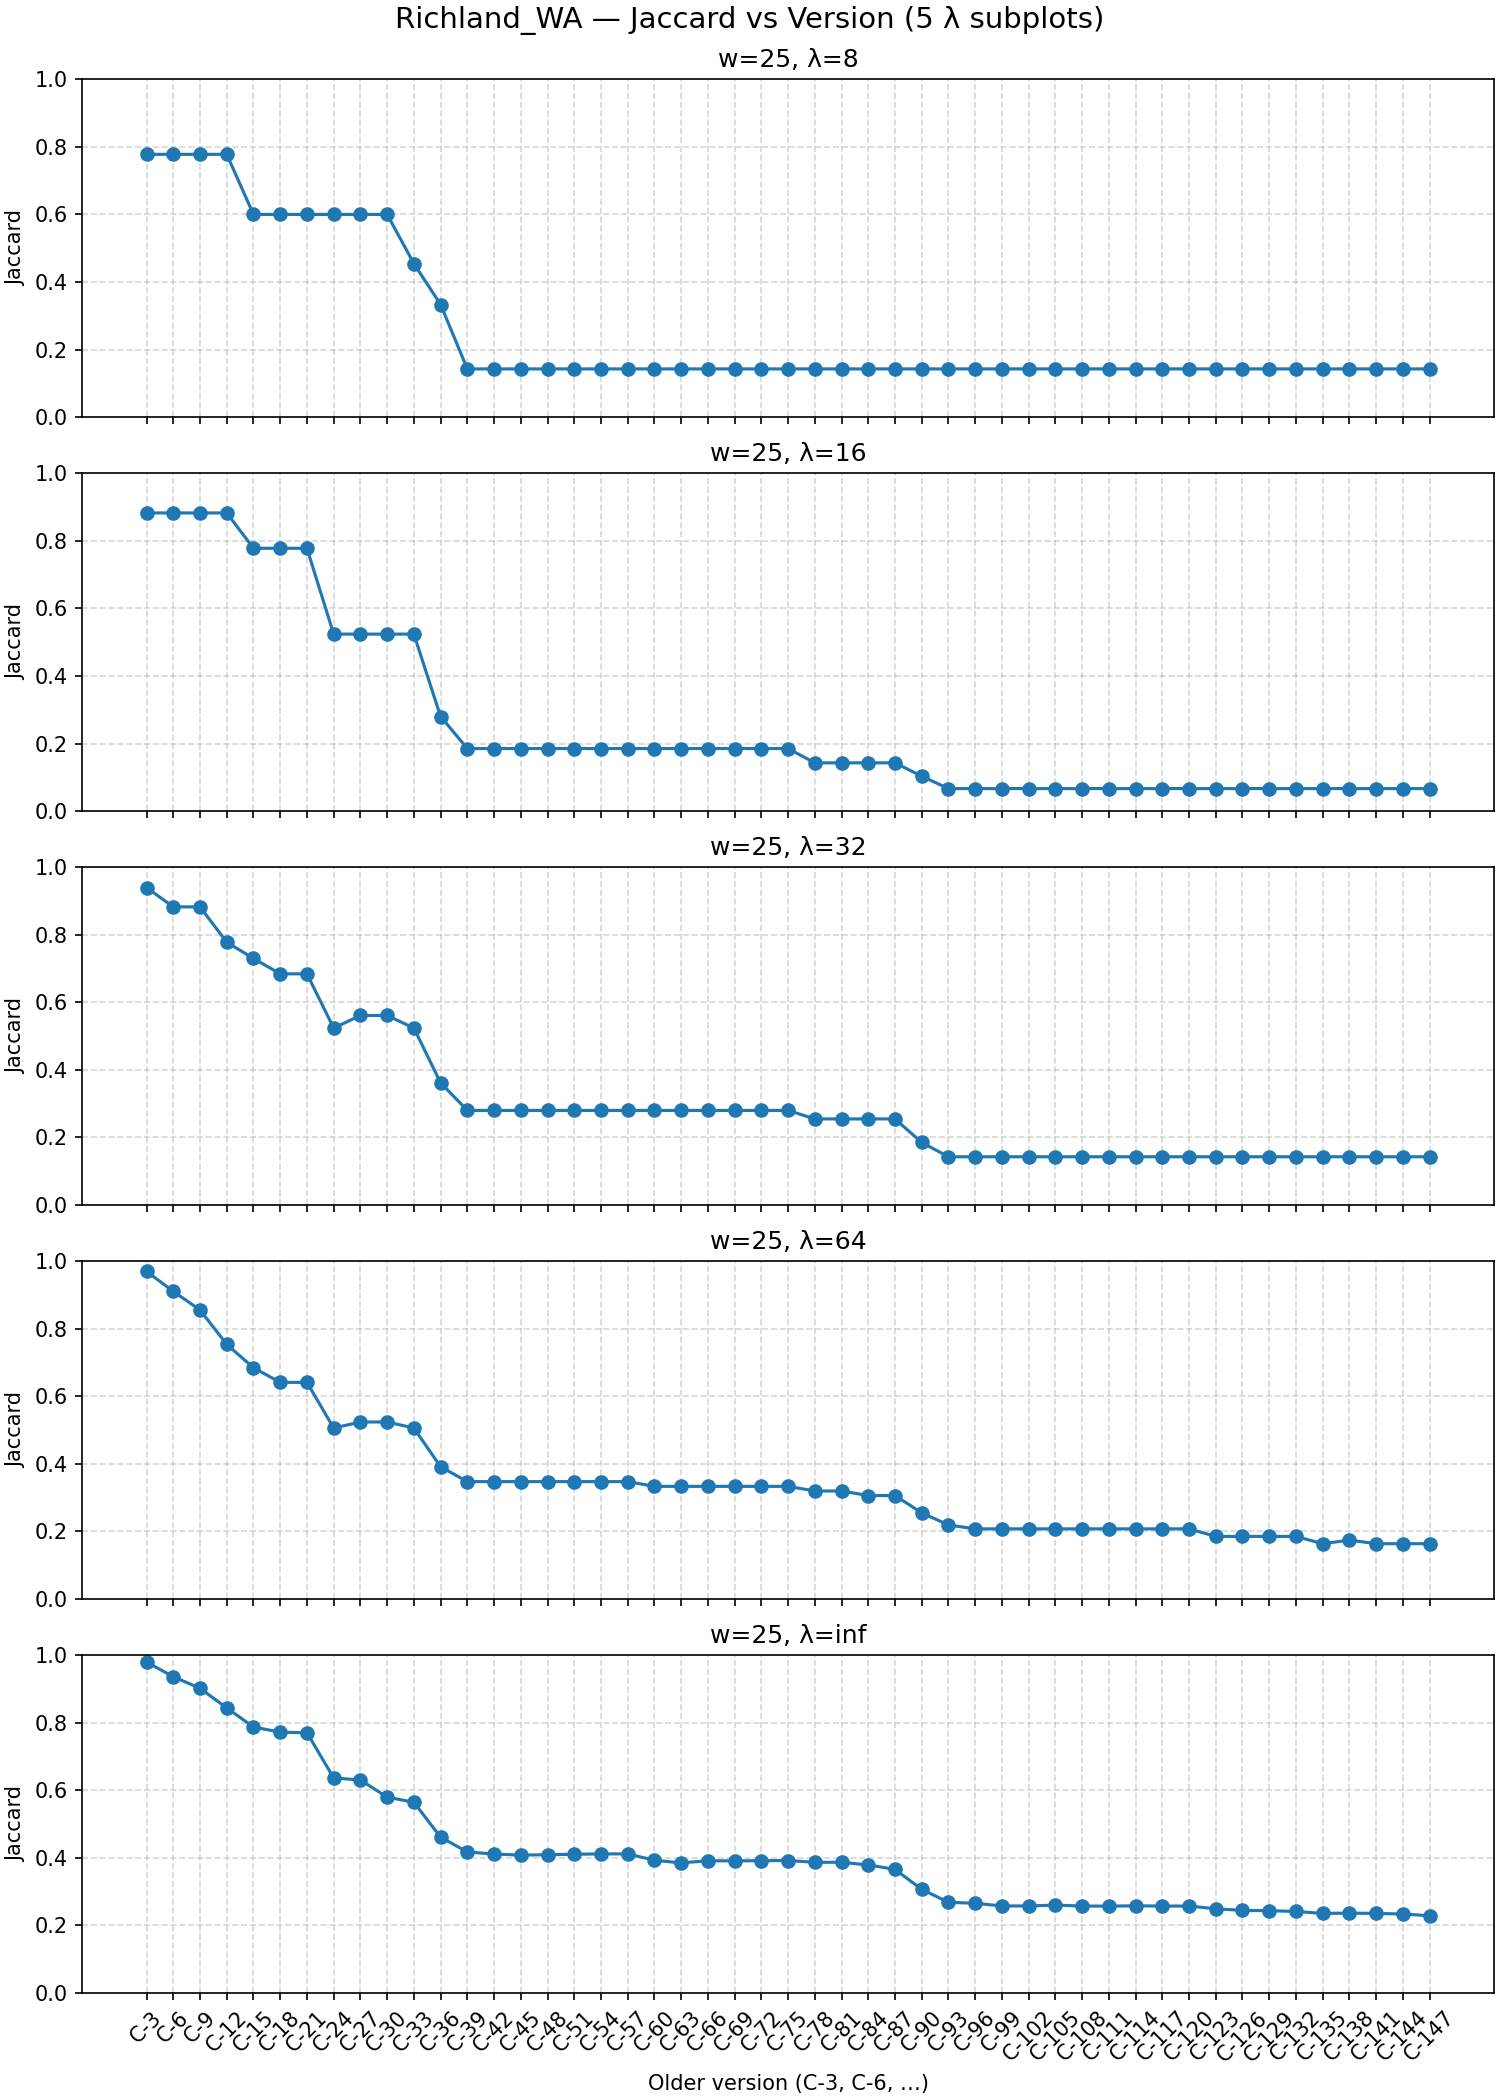 Richland_WA — Jaccard vs Version (5 λ subplots)
w=25, λ=8
1.0
0.8
0.6
0.4
0.2
0.0
Jaccard
w=25, λ=16
1.0
0.8
0.6
0.4
0.2
0.0
Jaccard
w=25, λ=32
1.0
0.8
0.6
0.4
0.2
0.0
Jaccard
w=25, λ=64
1.0
0.8
0.6
0.4
0.2
0.0
Jaccard
w=25, λ=inf
1.0
0.8
0.6
0.4
0.2
0.0
Jaccard
C-3 C-6 C-9 C-12 C-15 C-18 C-21 C-24 C-27 C-30 C-33 C-36 C-39 C-42 C-45 C-48 C-51 C-54 C-57 C-60 C-63 C-66 C-69 C-72 C-75 C-78 C-81 C-84 C-87 C-90 C-93 C-96 C-99 C-102 C-105 C-108 C-111 C-114 C-117 C-120 C-123 C-126 C-129 C-132 C-135 C-138 C-141 C-144 C-147
Older version (C-3, C-6, ...)